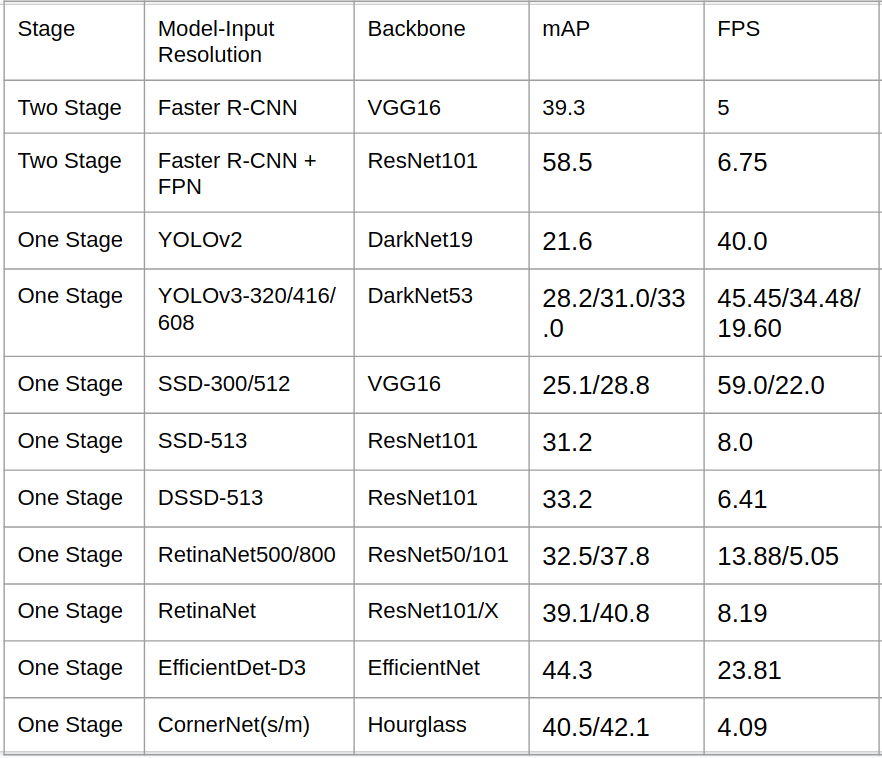 Stage Model-Input Resolution Backbone mAP FPS
Two Stage Faster R-CNN VGG16 39.3 5
Two Stage Faster R-CNN + FPN ResNet101 58.5 6.75
One Stage YOLOv2 DarkNet19 21.6 40.0
One Stage YOLOv3-320/416/608 DarkNet53 28.2/31.0/33.0 45.45/34.48/19.60
One Stage SSD-300/512 VGG16 25.1/28.8 59.0/22.0
One Stage SSD-513 ResNet101 31.2 8.0
One Stage DSSD-513 ResNet101 33.2 6.41
One Stage RetinaNet500/800 ResNet50/101 32.5/37.8 13.88/5.05
One Stage RetinaNet ResNet101/X 39.1/40.8 8.19
One Stage EfficientDet-D3 EfficientNet 44.3 23.81
One Stage CornerNet(s/m) Hourglass 40.5/42.1 4.09